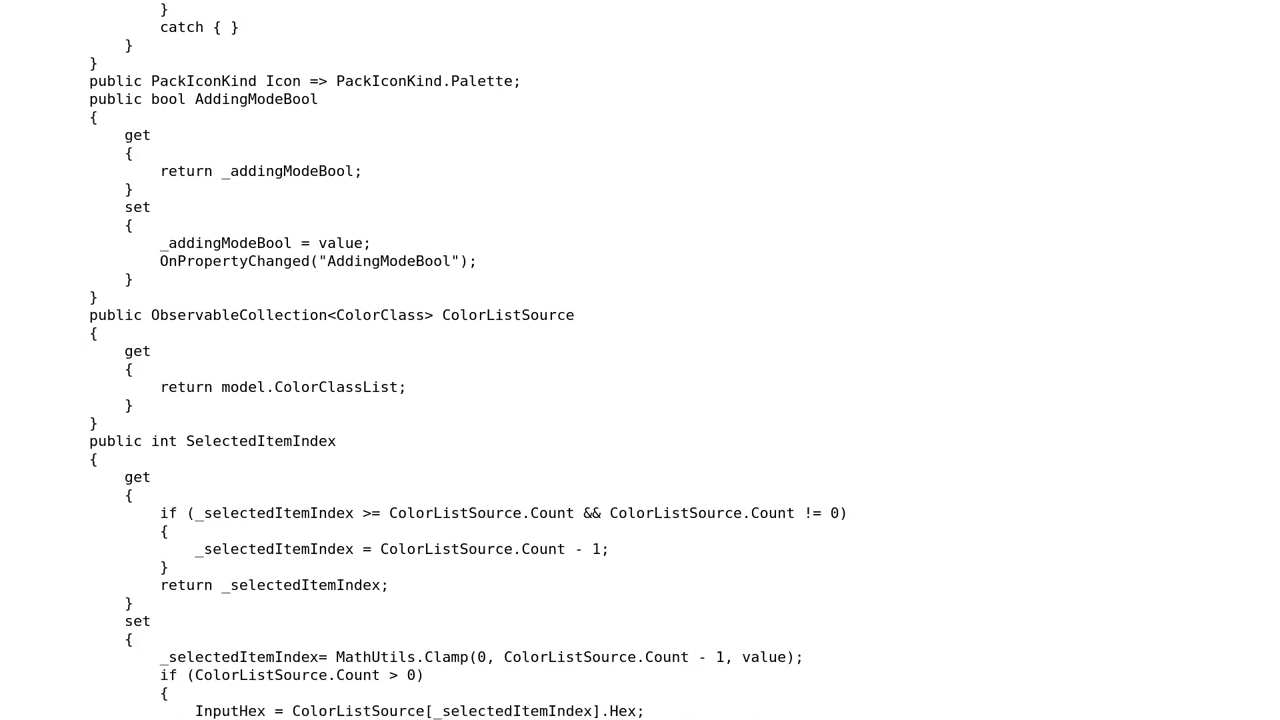 }
catch { }
}
}
public PackIconKind Icon => PackIconKind.Palette;
public bool AddingModeBool
{
get
{
return _addingModeBool;
}
set
{
_addingModeBool = value;
OnPropertyChanged("AddingModeBool");
}
}
public ObservableCollection<ColorClass> ColorListSource
{
get
{
return model.ColorClassList;
}
}
public int SelectedItemIndex
{
get
{
if (_selectedItemIndex >= ColorListSource.Count && ColorListSource.Count != 0)
{
_selectedItemIndex = ColorListSource.Count - 1;
}
return _selectedItemIndex;
}
set
{
_selectedItemIndex= MathUtils.Clamp(0, ColorListSource.Count - 1, value);
if (ColorListSource.Count > 0)
{
InputHex = ColorListSource[_selectedItemIndex].Hex;